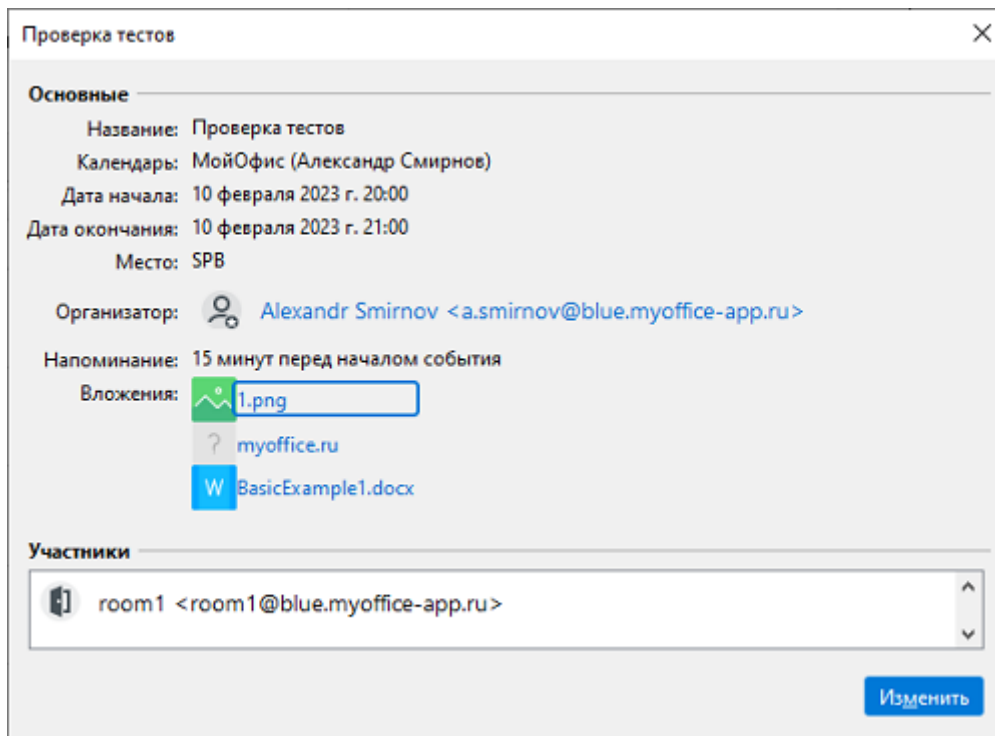 Проверка тестов
Основные
Название: Проверка тестов
Календарь: МойОфис (Александр Смирнов)
Дата начала: 10 февраля 2023 г. 20:00
Дата окончания: 10 февраля 2023 г. 21:00
Место: SPB
Организатор: Alexandr Smirnov <a.smirnov@blue.myoffice-app.ru>
Напоминание: 15 минут перед началом события
Вложения: 1.png
? myoffice.ru
W BasicExample1.docx
Участники
room1 <room1@blue.myoffice-app.ru>
Изменить